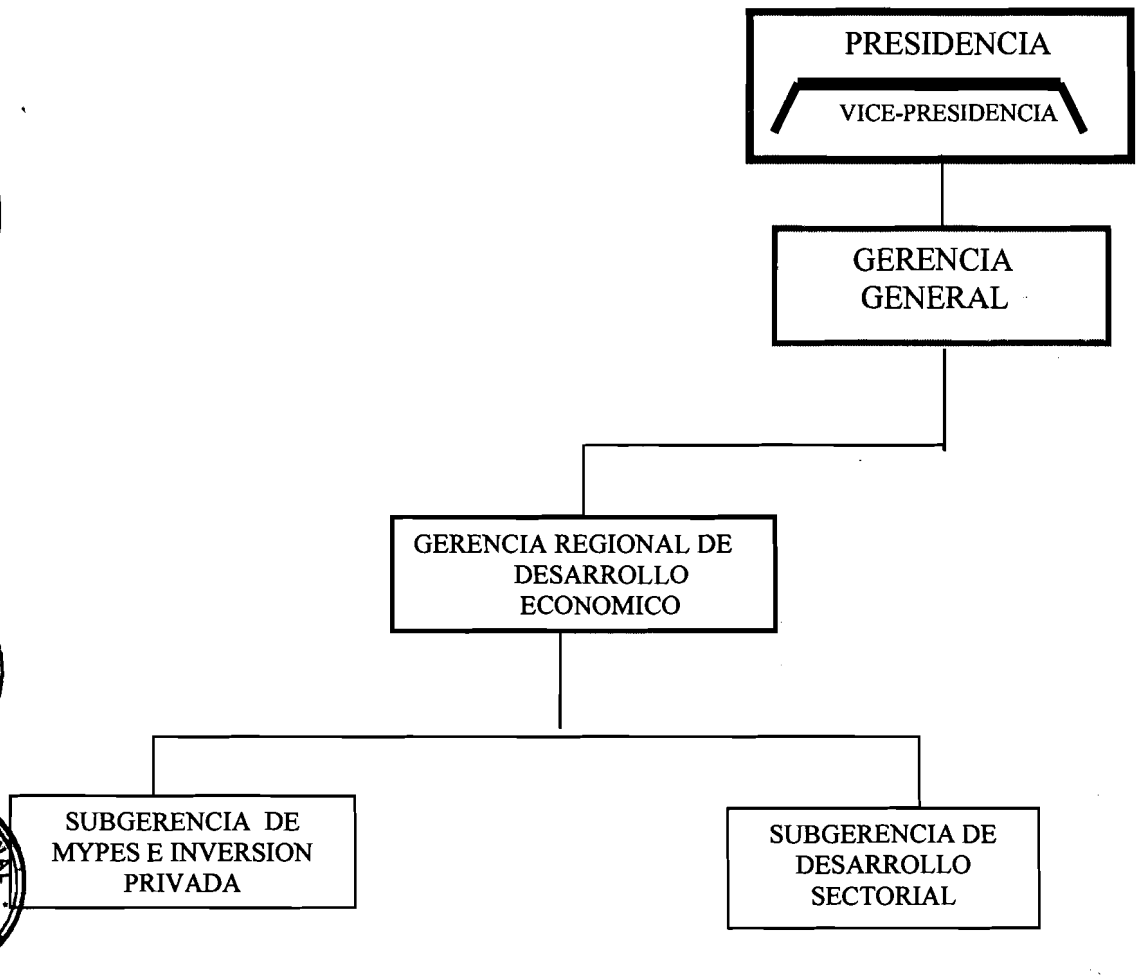 PRESIDENCIA
VICE-PRESIDENCIA
GERENCIA
GENERAL
GERENCIA REGIONAL DE
DESARROLLO
ECONOMICO
SUBGERENCIA DE
MYPES E INVERSION
PRIVADA
SUBGERENCIA DE
DESARROLLO
SECTORIAL